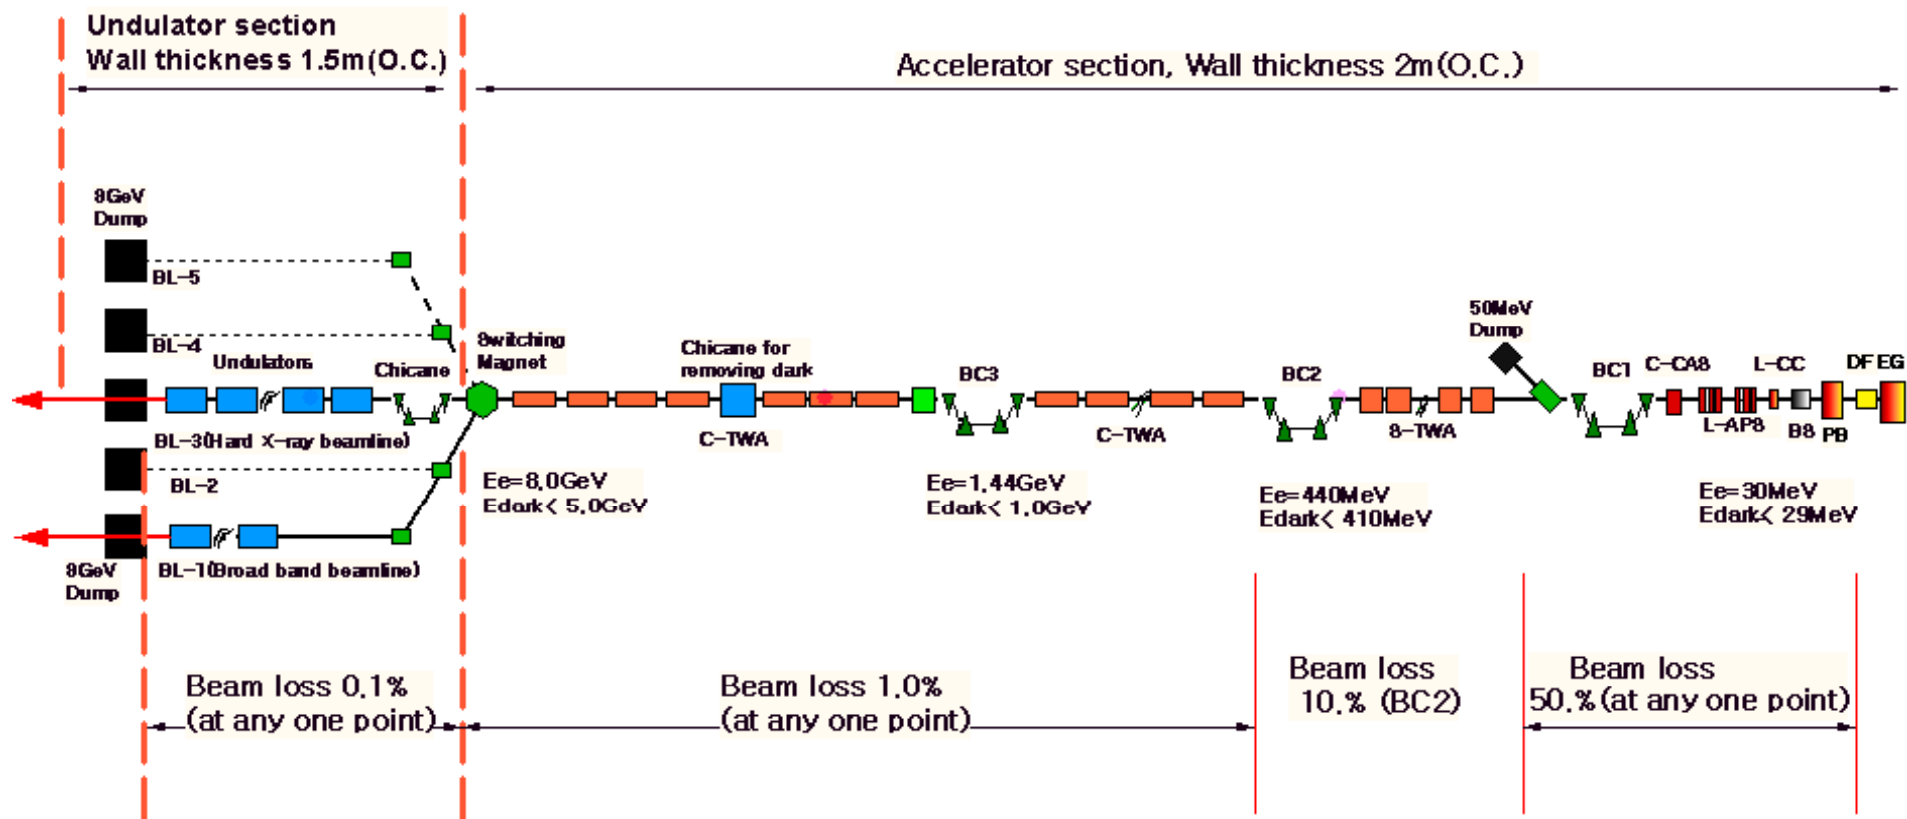 Undulator section
Wall thickness 1.5m(O.C.)
Accelerator section, Wall thickness 2m(O.C.)
8GeV
Dump
BL-5
BL-4
Undulators
Chicane
Switching
Magnet
Chicane for
removing dark
BC3
BC2
50MeV
Dump
BC1
C-CA8
L-CC
DF EG
BL-3(Hard X-ray beamline)
C-TWA
C-TWA
8-TWA
L-AP8
B8
PB
BL-2
Ee=8.0GeV
Edark< 5.0GeV
Ee=1.44GeV
Edark< 1.0GeV
Ee=440MeV
Edark< 410MeV
Ee=30MeV
Edark< 29MeV
8GeV
Dump
BL-1(Broad band beamline)
Beam loss 0.1%
(at any one point)
Beam loss 1.0%
(at any one point)
Beam loss
10.% (BC2)
Beam loss
50.%(at any one point)